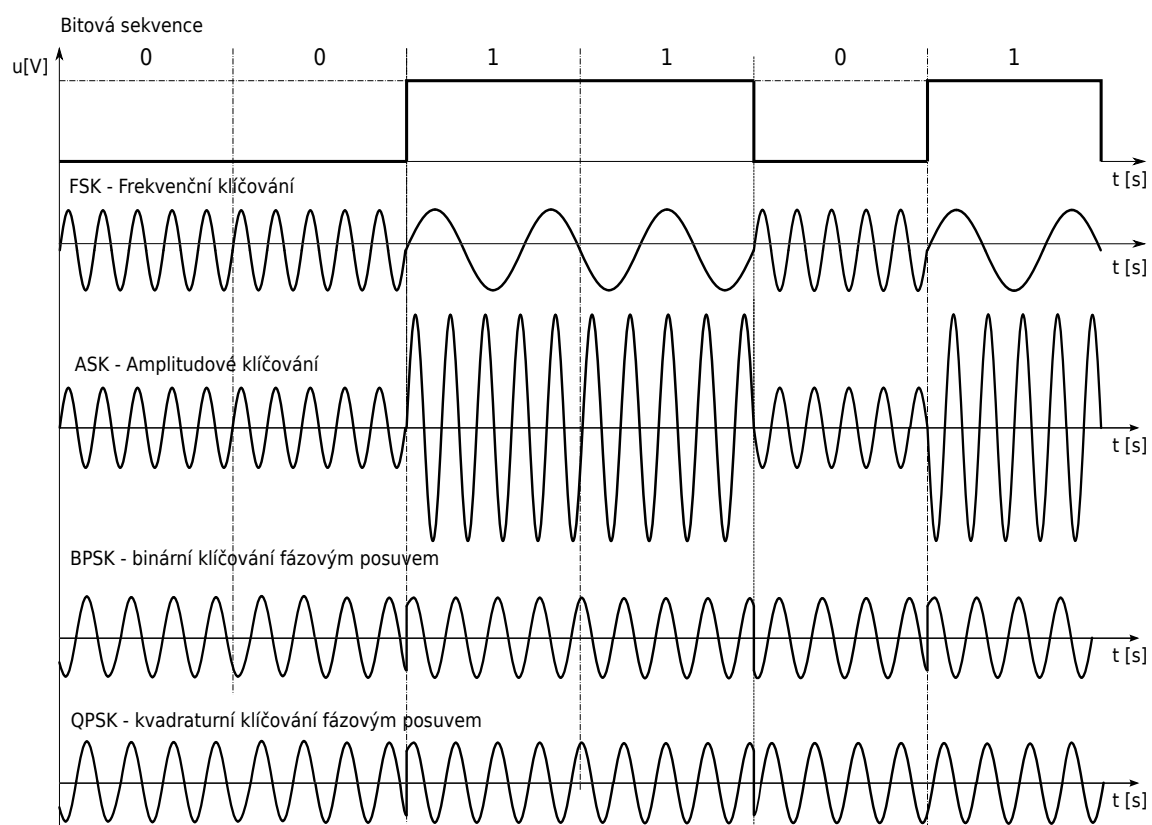 Bitová sekvence
u[V]
0 0 1 1 0 1
t [s]
FSK - Frekvenční klíčování
t [s]
ASK - Amplitudové klíčování
t [s]
BPSK - binární klíčování fázovým posuvem
t [s]
QPSK - kvadraturní klíčování fázovým posuvem
t [s]